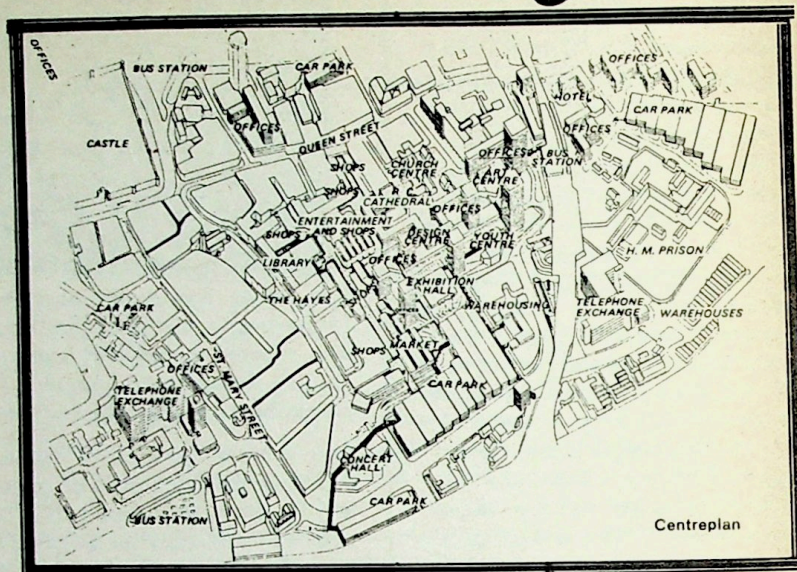 OFFICES
BUS STATION
CAR PARK
OFFICES
HOTEL
CAR PARK
CASTLE
OFFICES
OFFICES
QUEEN STREET
SHOPS
CHURCH
CENTRE
OFFICES
BUS
STATION
ART
CENTRE
SHOPS
R C
CATHEDRAL
OFFICES
ENTERTAINMENT
AND SHOPS
SHOPS
DESIGN
CENTRE
YOUTH
CENTRE
H.M. PRISON
LIBRARY
OFFICES
EXHIBITION
HALL
THE HAYES
SHOPS
OFFICES
WAREHOUSING
TELEPHONE
EXCHANGE
WAREHOUSES
CAR PARK
SHOPS
MARKET
OFFICES
ST. MARY STREET
CAR PARK
TELEPHONE
EXCHANGE
CONCERT
HALL
CAR PARK
BUS STATION
Centreplan